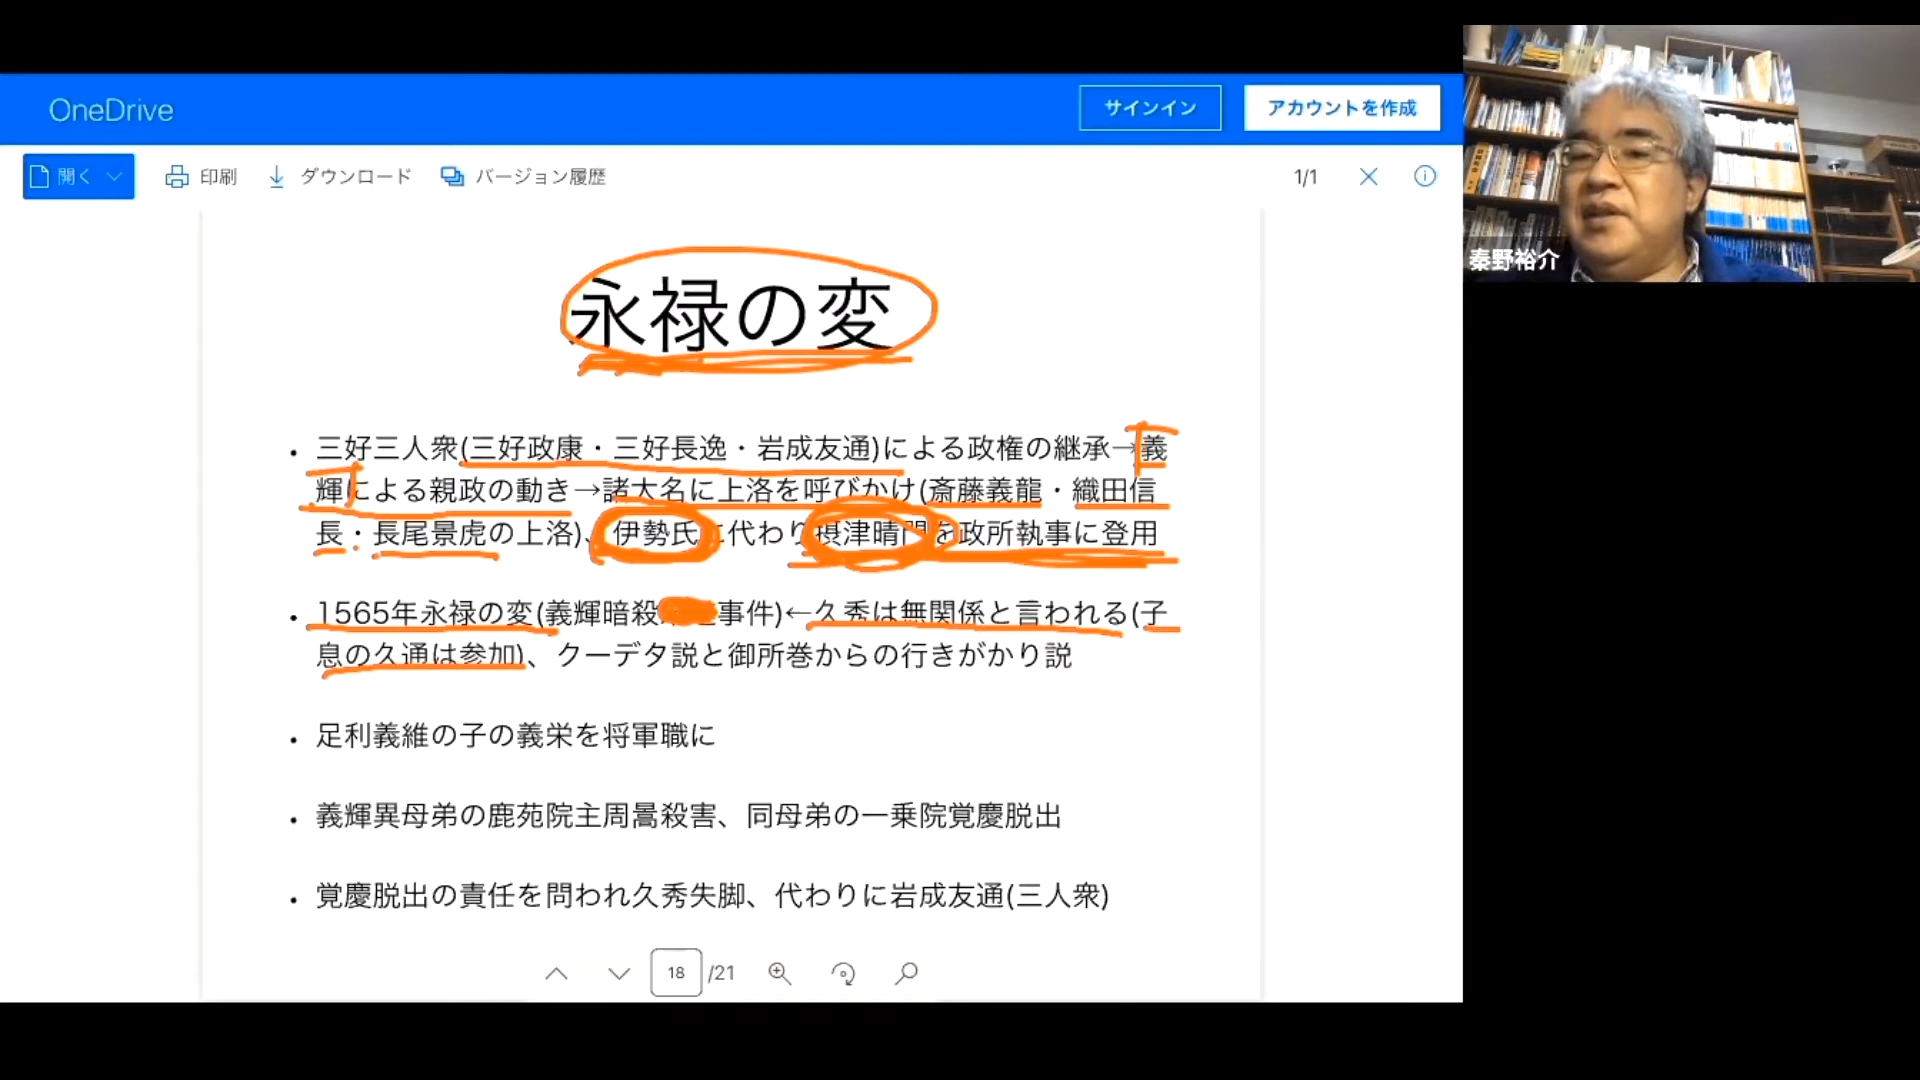 OneDrive
サインイン
アカウントを作成
開く
印刷
ダウンロード
バージョン履歴
1/1
秦野裕介
永禄の変
• 三好三人衆(三好政康・三好長逸・岩成友通)による政権の継承→義
輝による親政の動き→諸大名に上洛を呼びかけ(斎藤義龍・織田信
長・長尾景虎の上洛)、伊勢氏に代わり摂津晴門を政所執事に登用
• 1565年永禄の変(義輝暗殺事件)←久秀は無関係と言われる(子
息の久通は参加)、クーデタ説と御所巻からの行きがかり説
• 足利義維の子の義栄を将軍職に
• 義輝異母弟の鹿苑院主周暠殺害、同母弟の一乗院覚慶脱出
• 覚慶脱出の責任を問われ久秀失脚、代わりに岩成友通(三人衆)
18 /21